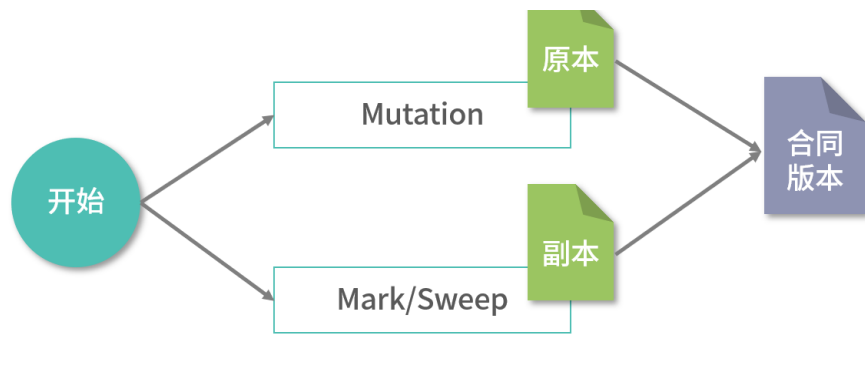 原本
Mutation
开始
合同
版本
副本
Mark/Sweep